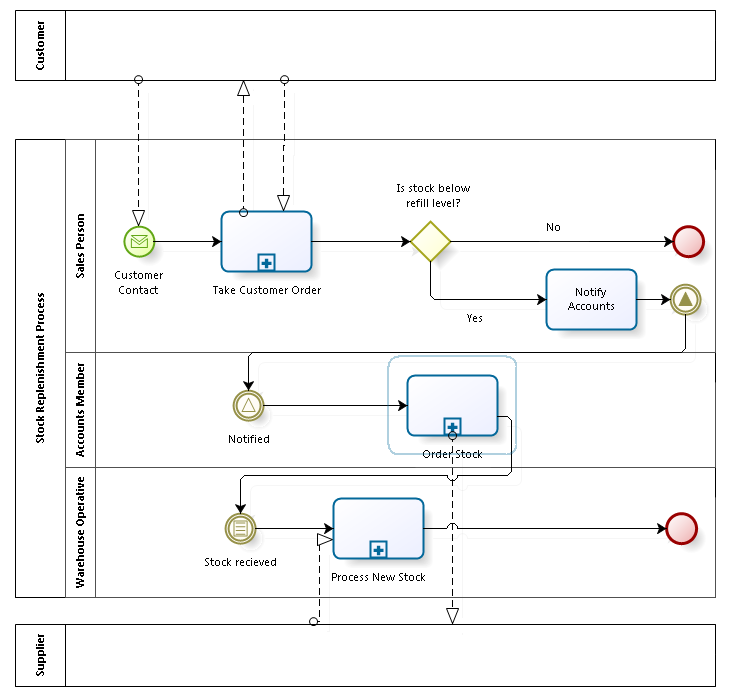 Customer
Stock Replenishment Process
Sales Person
Is stock below
refill level?
No
Customer
Contact
Take Customer Order
Yes
Notify
Accounts
Accounts Member
Notified
Order Stock
Warehouse Operative
Stock recieved
Process New Stock
Supplier